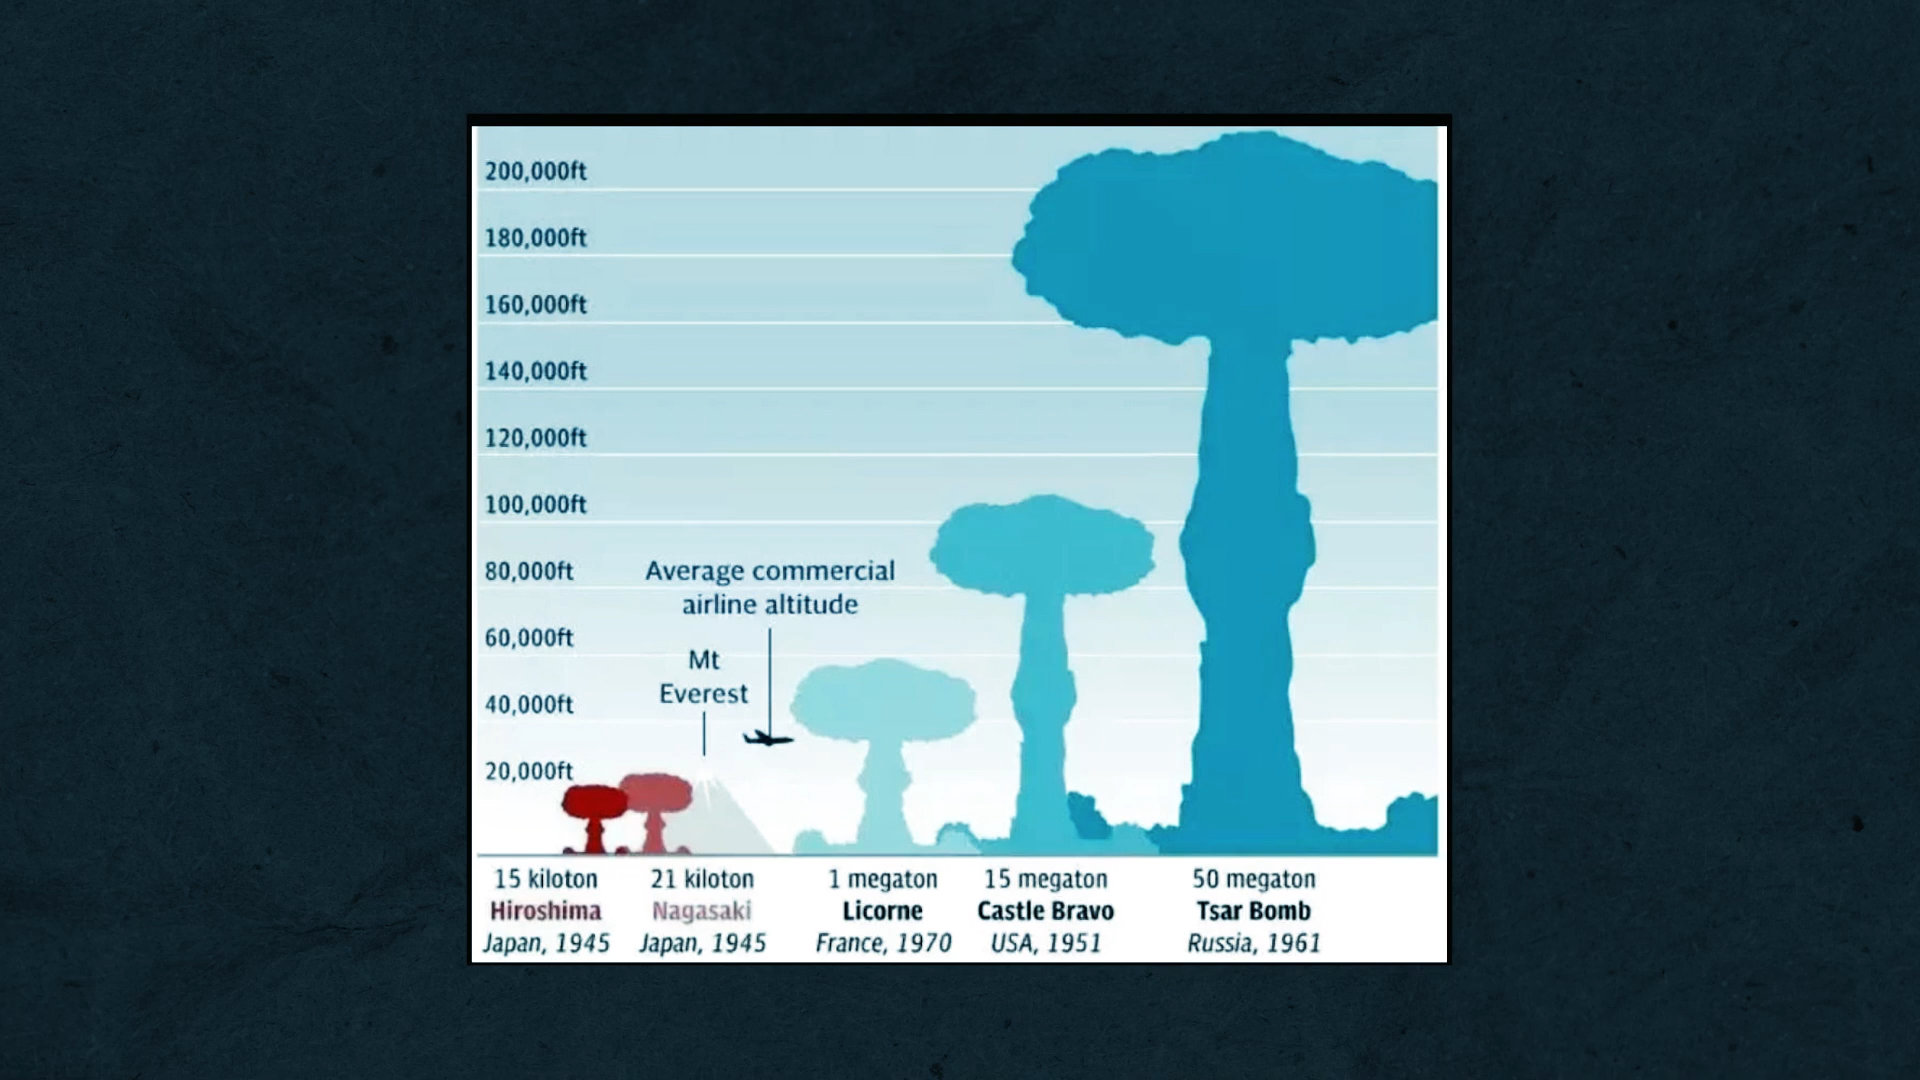 200,000ft
180,000ft
160,000ft
140,000ft
120,000ft
100,000ft
80,000ft
60,000ft
40,000ft
20,000ft
Average commercial
airline altitude
Mt
Everest
15 kiloton
Hiroshima
Japan, 1945
21 kiloton
Nagasaki
Japan, 1945
1 megaton
Licorne
France, 1970
15 megaton
Castle Bravo
USA, 1951
50 megaton
Tsar Bomb
Russia, 1961